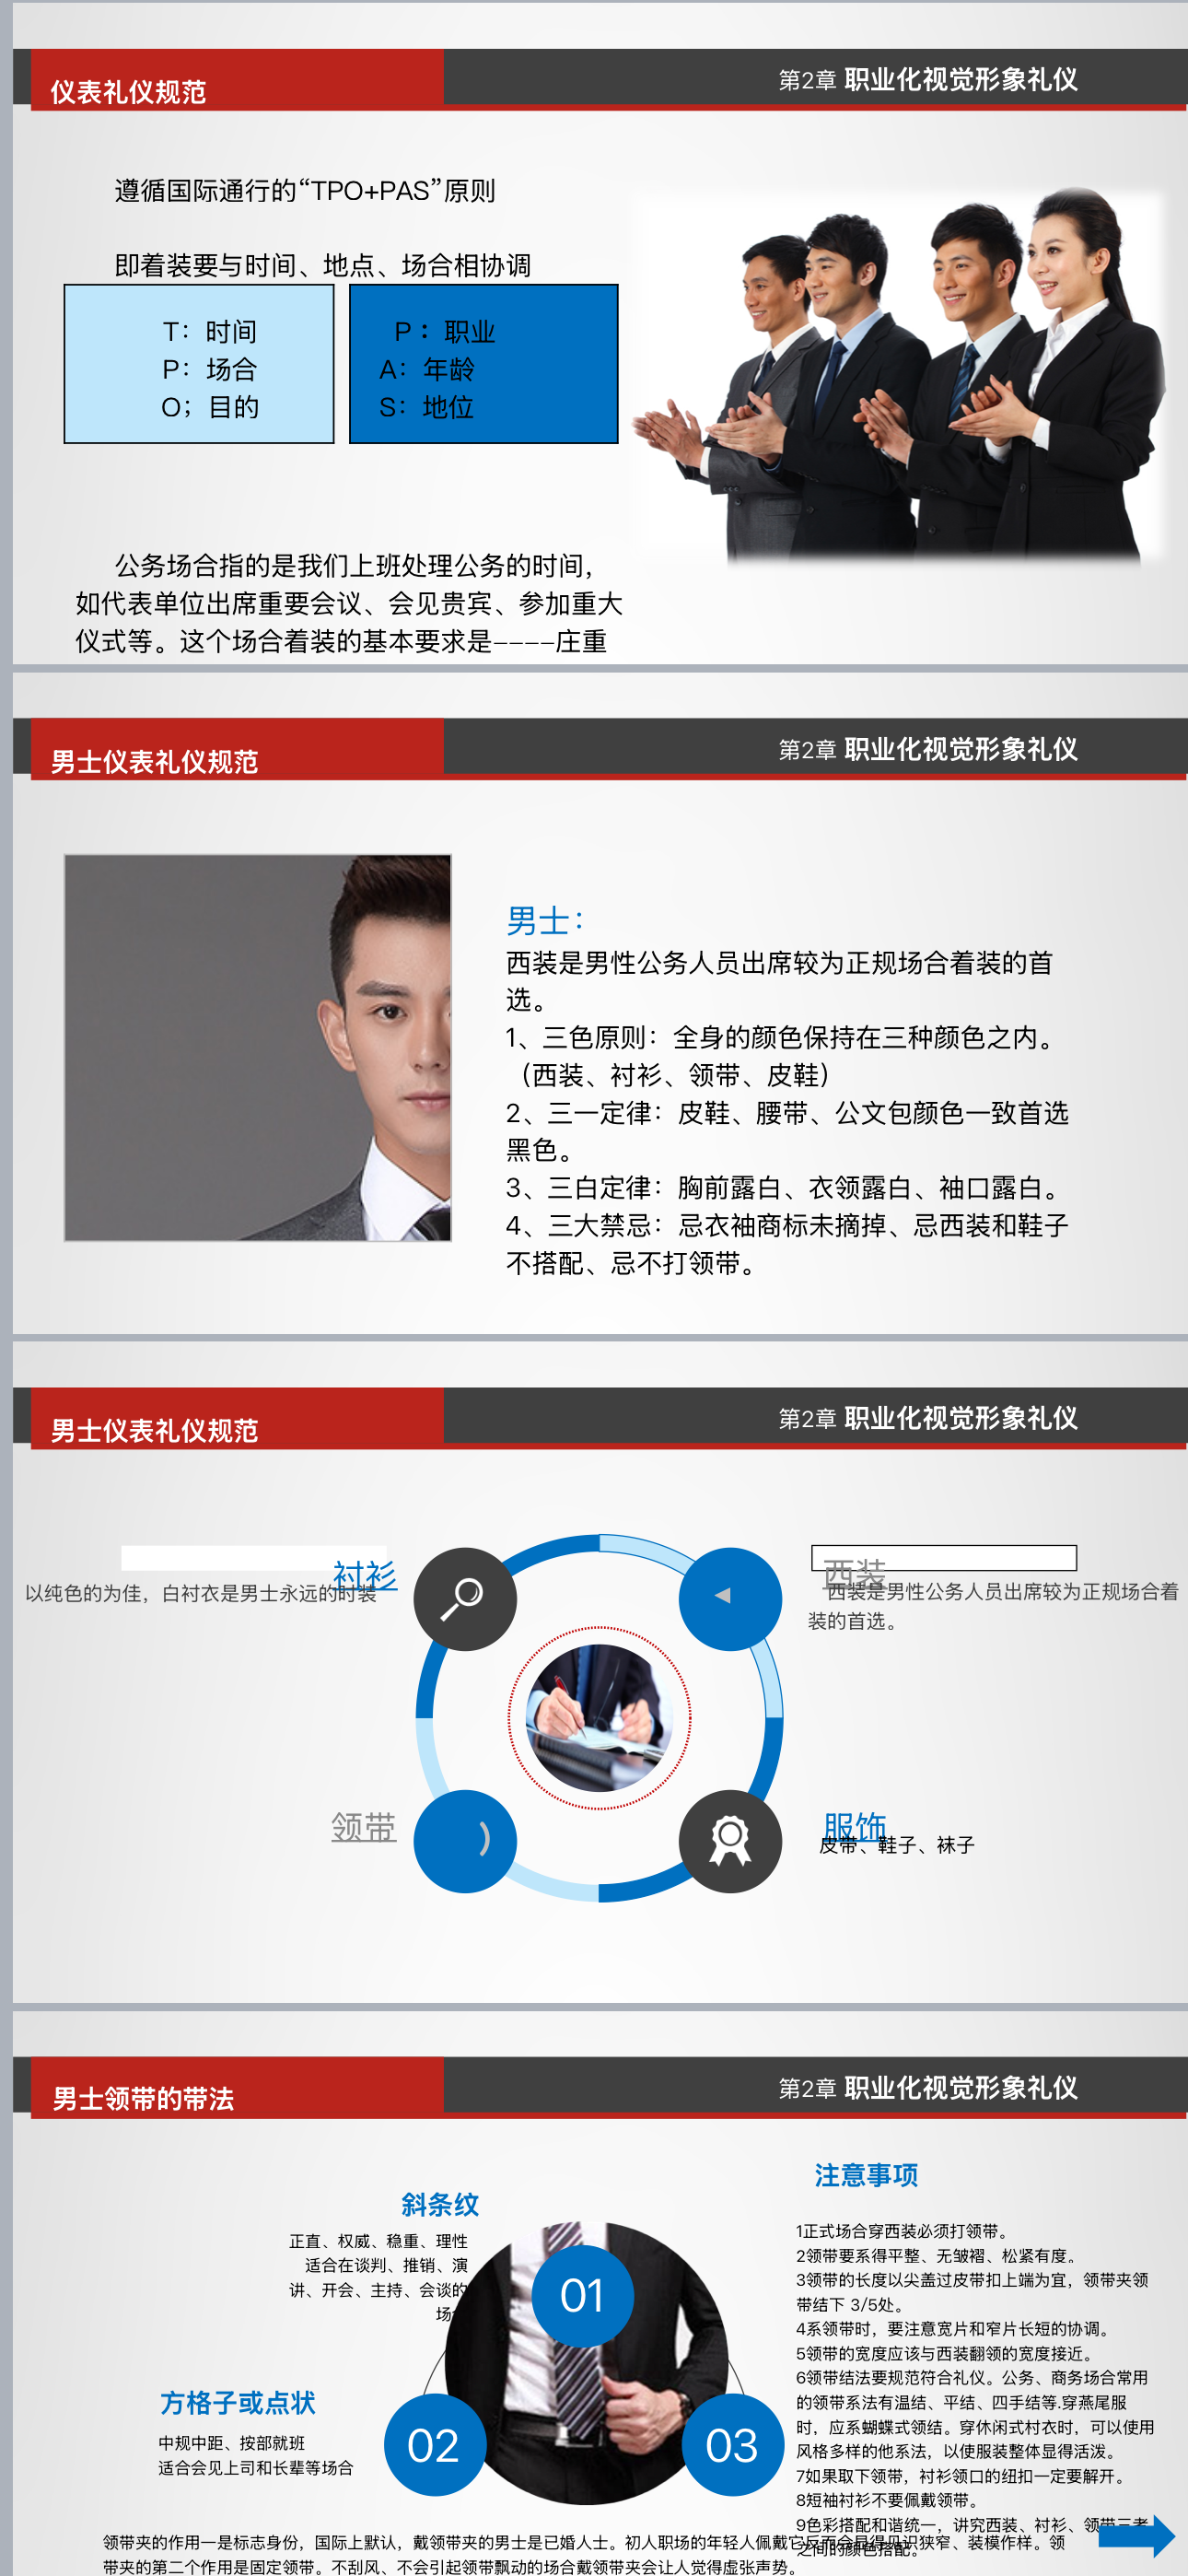 仪表礼仪规范
第2章 职业化视觉形象礼仪
遵循国际通行的“TPO+PAS”原则
即着装要与时间、地点、场合相协调
T：时间
P：场合
O；目的
P ：职业
A：年龄
S：地位
公务场合指的是我们上班处理公务的时间，
如代表单位出席重要会议、会见贵宾、参加重大
仪式等。这个场合着装的基本要求是----庄重
男士仪表礼仪规范
第2章 职业化视觉形象礼仪
男士：
西装是男性公务人员出席较为正规场合着装的首
选。
1、三色原则：全身的颜色保持在三种颜色之内。
（西装、衬衫、领带、皮鞋）
2、三一定律：皮鞋、腰带、公文包颜色一致首选
黑色。
3、三白定律：胸前露白、衣领露白、袖口露白。
4、三大禁忌：忌衣袖商标未摘掉、忌西装和鞋子
不搭配、忌不打领带。
男士仪表礼仪规范
第2章 职业化视觉形象礼仪
衬衫
以纯色的为佳，白衬衣是男士永远的时装
西装
西装是男性公务人员出席较为正规场合着
装的首选。
领带
服饰
皮带、鞋子、袜子
男士领带的带法
第2章 职业化视觉形象礼仪
斜条纹
正直、权威、稳重、理性
适合在谈判、推销、演
讲、开会、主持、会谈的
场
01
方格子或点状
中规中距、按部就班
适合会见上司和长辈等场合
02
03
注意事项
1正式场合穿西装必须打领带。
2领带要系得平整、无皱褶、松紧有度。
3领带的长度以尖盖过皮带扣上端为宜，领带夹领
带结下 3/5处。
4系领带时，要注意宽片和窄片长短的协调。
5领带的宽度应该与西装翻领的宽度接近。
6领带结法要规范符合礼仪。公务、商务场合常用
的领带系法有温结、平结、四手结等.穿燕尾服
时，应系蝴蝶式领结。穿休闲式村衣时，可以使用
风格多样的他系法，以使服装整体显得活泼。
7如果取下领带，衬衫领口的纽扣一定要解开。
8短袖衬衫不要佩戴领带。
9色彩搭配和谐统一，讲究西装、衬衫、领带三者
之间的颜色搭配。
领带夹的作用一是标志身份，国际上默认，戴领带夹的男士是已婚人士。初人职场的年轻人佩戴它反而会显得见识狭窄、装模作样。领
带夹的第二个作用是固定领带。不刮风、不会引起领带飘动的场合戴领带夹会让人觉得虚张声势。